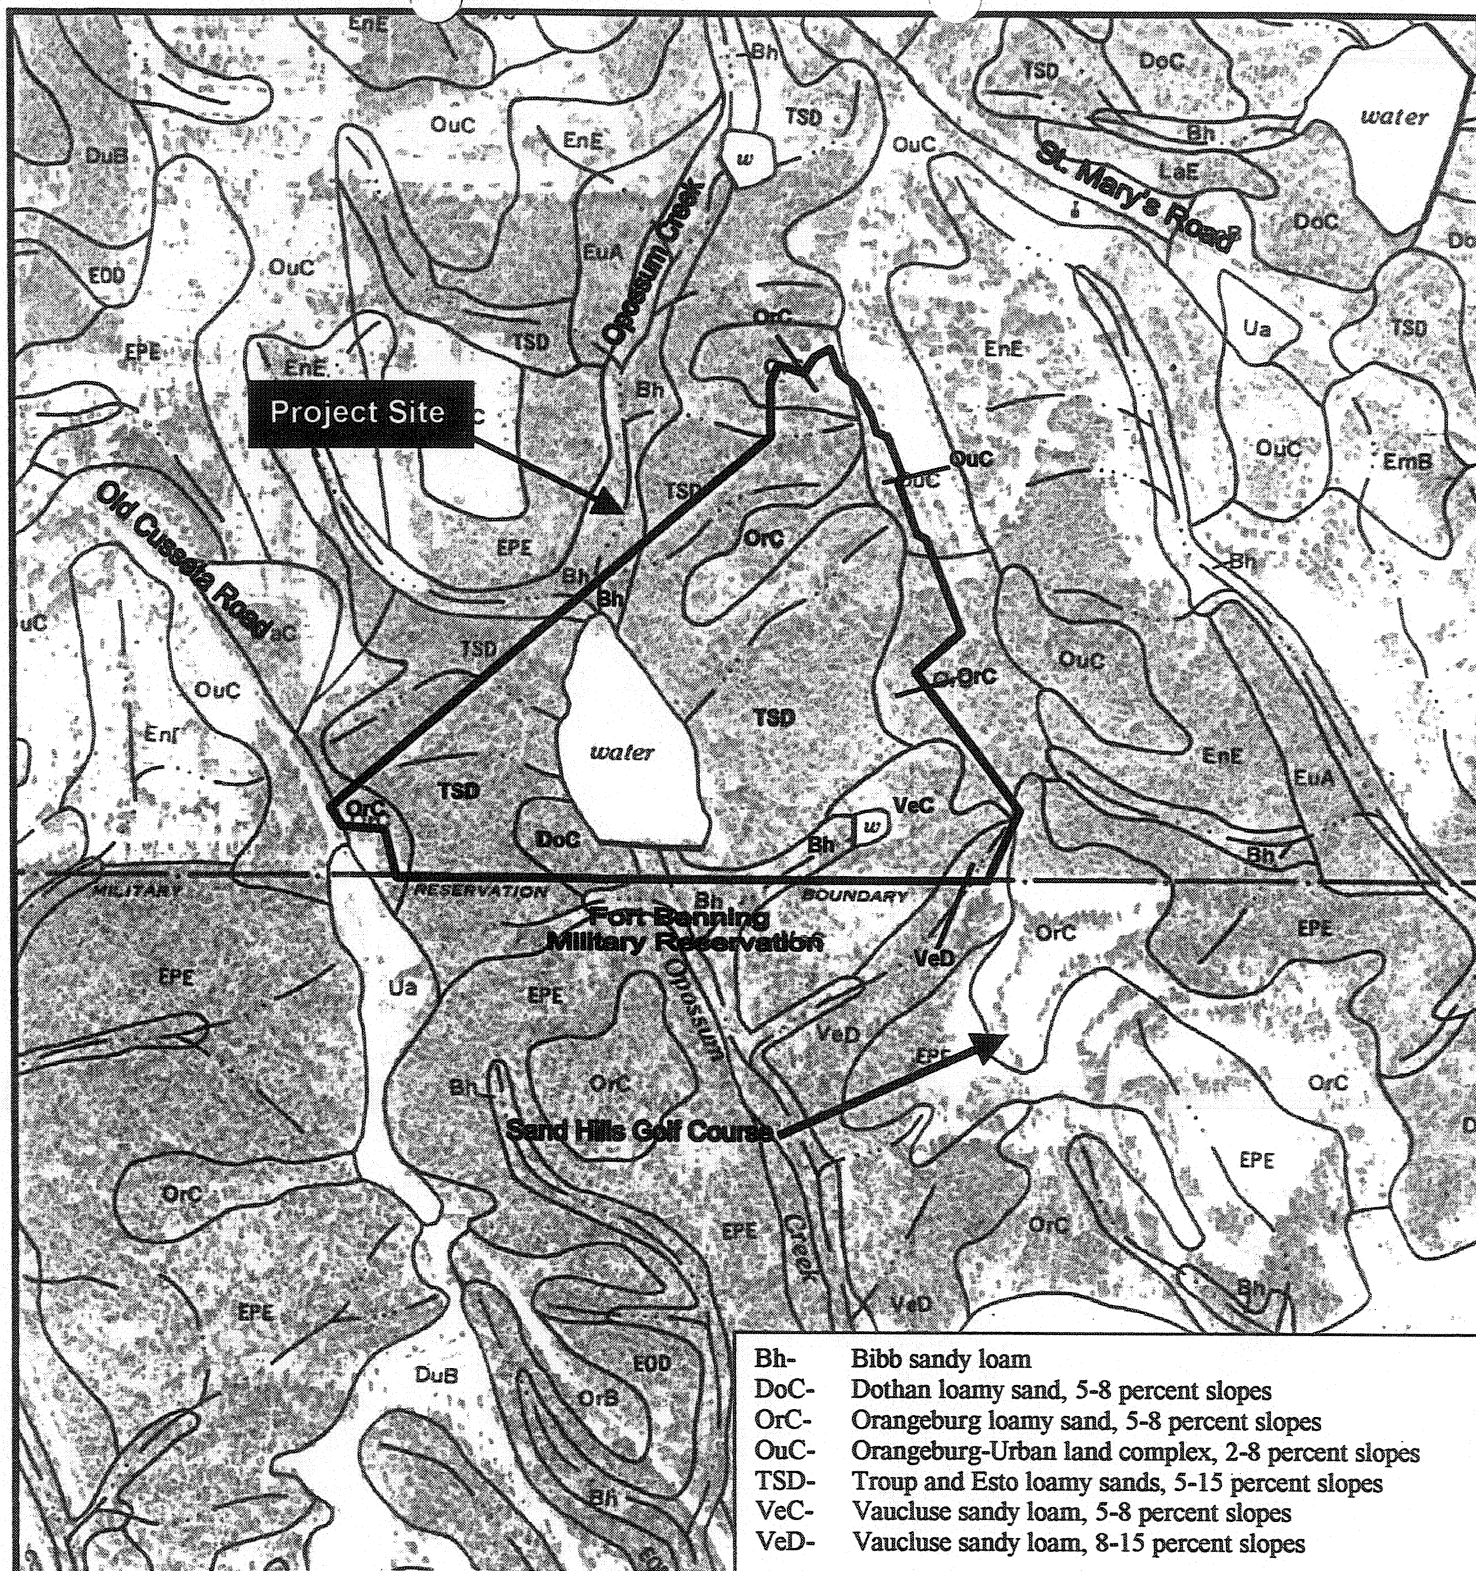 EnE
Bh
TSD
DoC
water
OuC
EnE
TSD
OuC
Bh
DuB
w
St. Mary's Road
LaE
DoC
EuA
Opossum Creek
EOD
OuC
OrC
Ua
TSD
EPE
TSD
EnE
EnE
Bh
Project Site
OuC
OuC
OuC
EmB
TSD
Old Cusseta Road
OrC
EPE
Bh
Bh
Bh
TSD
OuC
OuC
OrC
TSD
water
EnE
EuA
TSD
VeC
OrC
DoC
Bh
w
Bh
MILITARY
RESERVATION
BOUNDARY
Bh
Fort Benning
Military Reservation
OrC
EPE
VeD
EPE
Ua
EPE
Opossum
VeD
EPE
Bh
OrC
OrC
Sand Hills Golf Course
EPE
OrC
EPE
OrC
Creek
EPE
VeD
Bh
DuB
EOD
OrB
Bh
Bh- Bibb sandy loam
DoC- Dothan loamy sand, 5-8 percent slopes
OrC- Orangeburg loamy sand, 5-8 percent slopes
OuC- Orangeburg-Urban land complex, 2-8 percent slopes
TSD- Troup and Esto loamy sands, 5-15 percent slopes
VeC- Vaucluse sandy loam, 5-8 percent slopes
VeD- Vaucluse sandy loam, 8-15 percent slopes